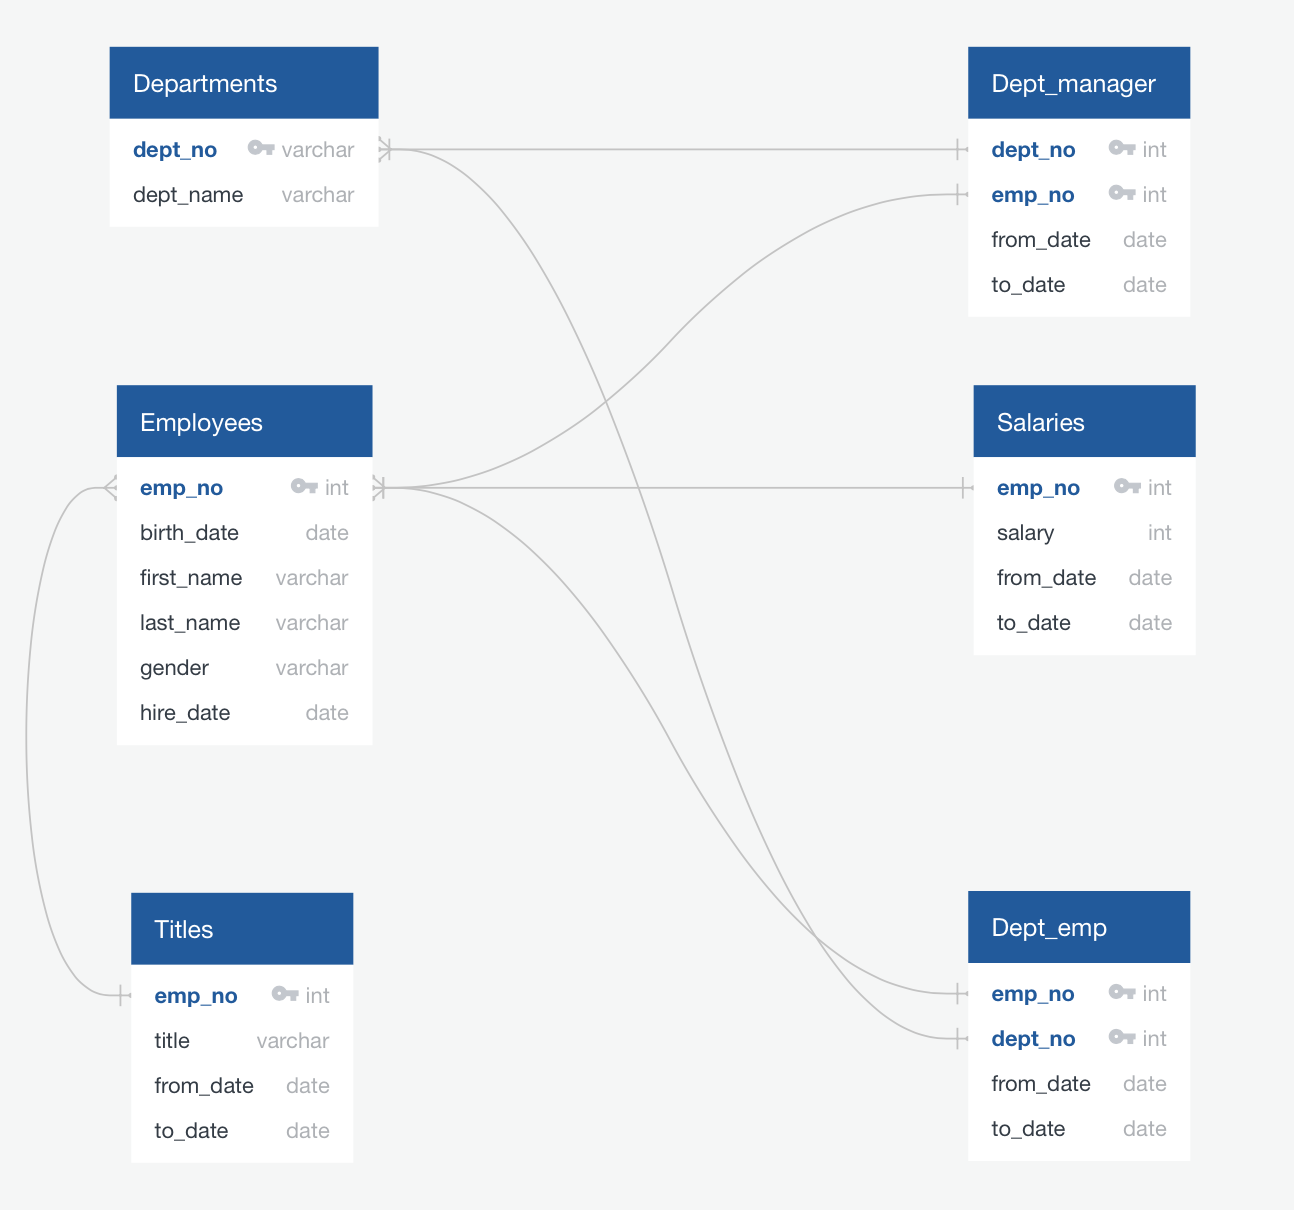 Departments
dept_no varchar
dept_name varchar
Dept_manager
dept_no int
emp_no int
from_date date
to_date date
Employees
emp_no int
birth_date date
first_name varchar
last_name varchar
gender varchar
hire_date date
Salaries
emp_no int
salary int
from_date date
to_date date
Titles
emp_no int
title varchar
from_date date
to_date date
Dept_emp
emp_no int
dept_no int
from_date date
to_date date